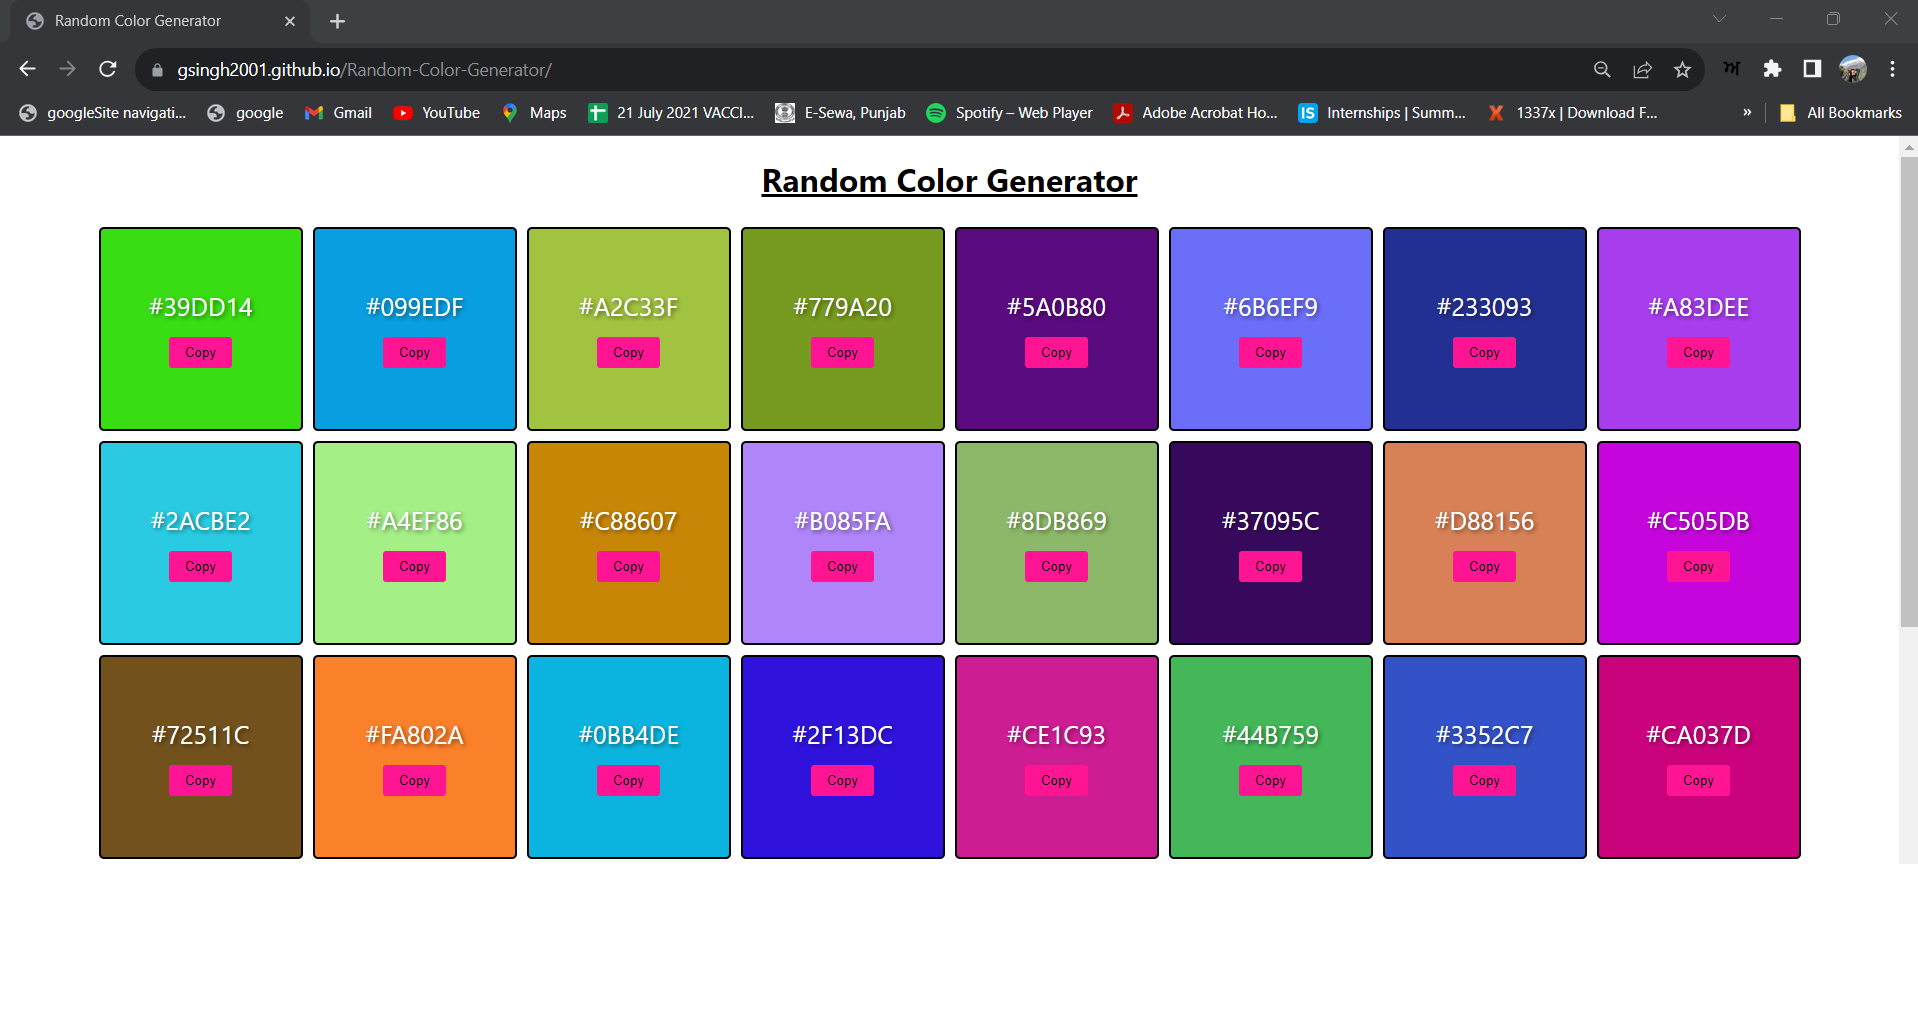 Random Color Generator
gsingh2001.github.io/Random-Color-Generator/
googleSite navigati... google Gmail YouTube Maps 21 July 2021 VACCI... E-Sewa, Punjab Spotify – Web Player Adobe Acrobat Ho... IS Internships | Summ... 1337x | Download F... » All Bookmarks
Random Color Generator
#39DD14 #099EDF #A2C33F #779A20 #5A0B80 #6B6EF9 #233093 #A83DEE
Copy Copy Copy Copy Copy Copy Copy Copy
#2ACBE2 #A4EF86 #C88607 #B085FA #8DB869 #37095C #D88156 #C505DB
Copy Copy Copy Copy Copy Copy Copy Copy
#72511C #FA802A #0BB4DE #2F13DC #CE1C93 #44B759 #3352C7 #CA037D
Copy Copy Copy Copy Copy Copy Copy Copy